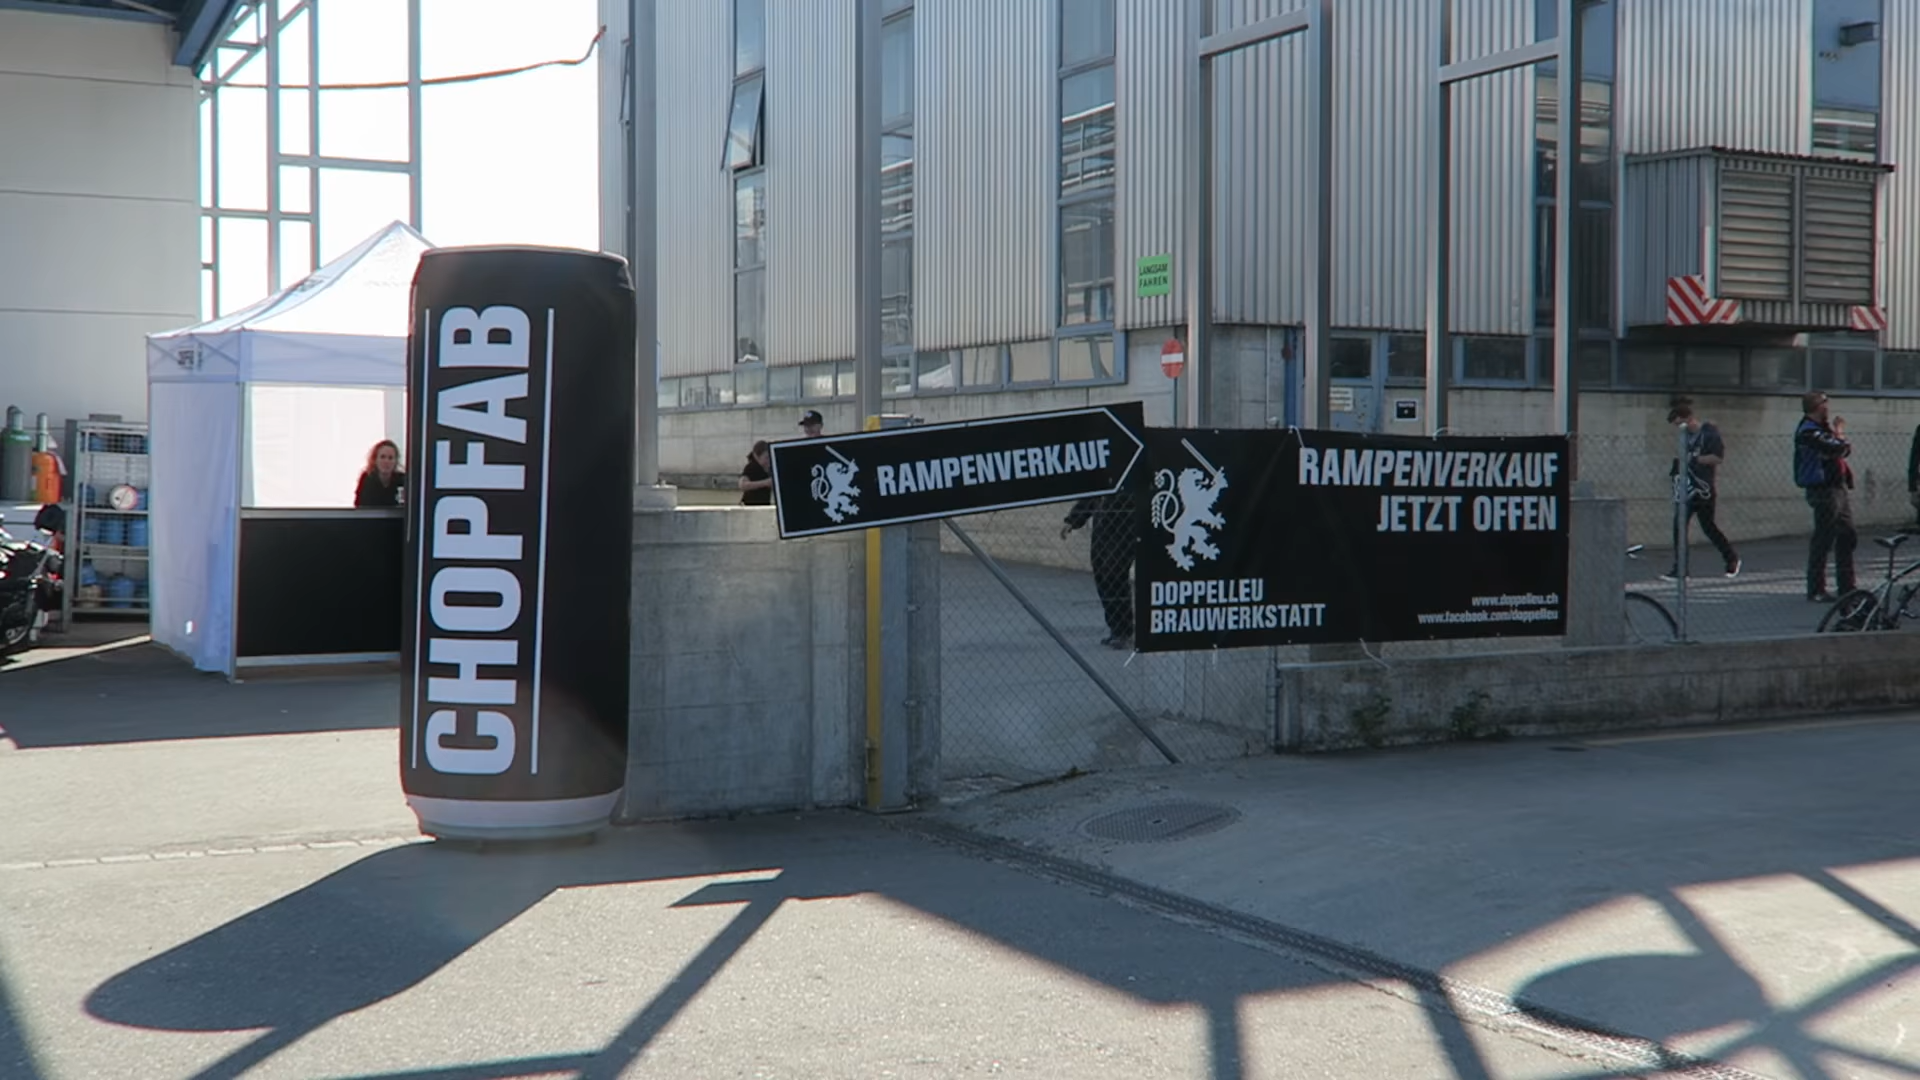 CHOPFAB
LANGSAM
FAHREN
RAMPENVERKAUF
RAMPENVERKAUF
JETZT OFFEN
DOPPELLEU
BRAUWERKSTATT
www.doppelleu.ch
www.facebook.com/doppelleu